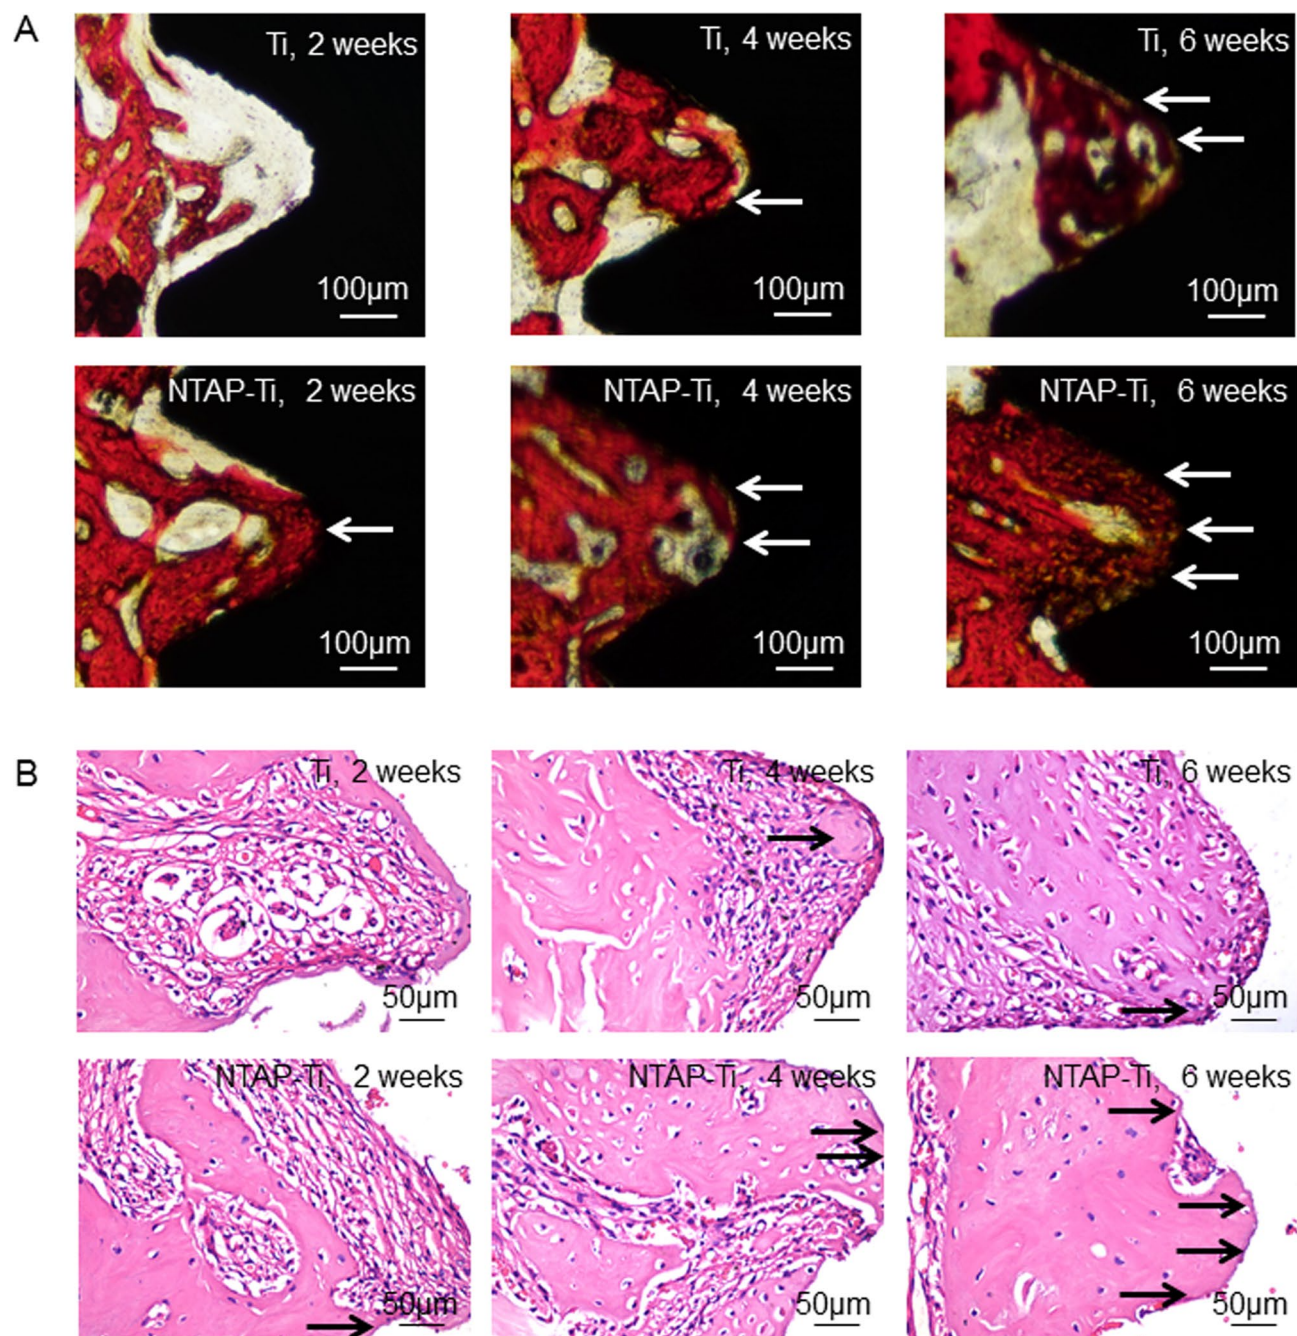 A
Ti, 2 weeks
100µm
Ti, 4 weeks
100µm
Ti, 6 weeks
100µm
NTAP-Ti, 2 weeks
100µm
NTAP-Ti, 4 weeks
100µm
NTAP-Ti, 6 weeks
100µm
B
Ti, 2 weeks
50µm
Ti, 4 weeks
50µm
Ti, 6 weeks
50µm
NTAP-Ti, 2 weeks
50µm
NTAP-Ti, 4 weeks
50µm
NTAP-Ti, 6 weeks
50µm